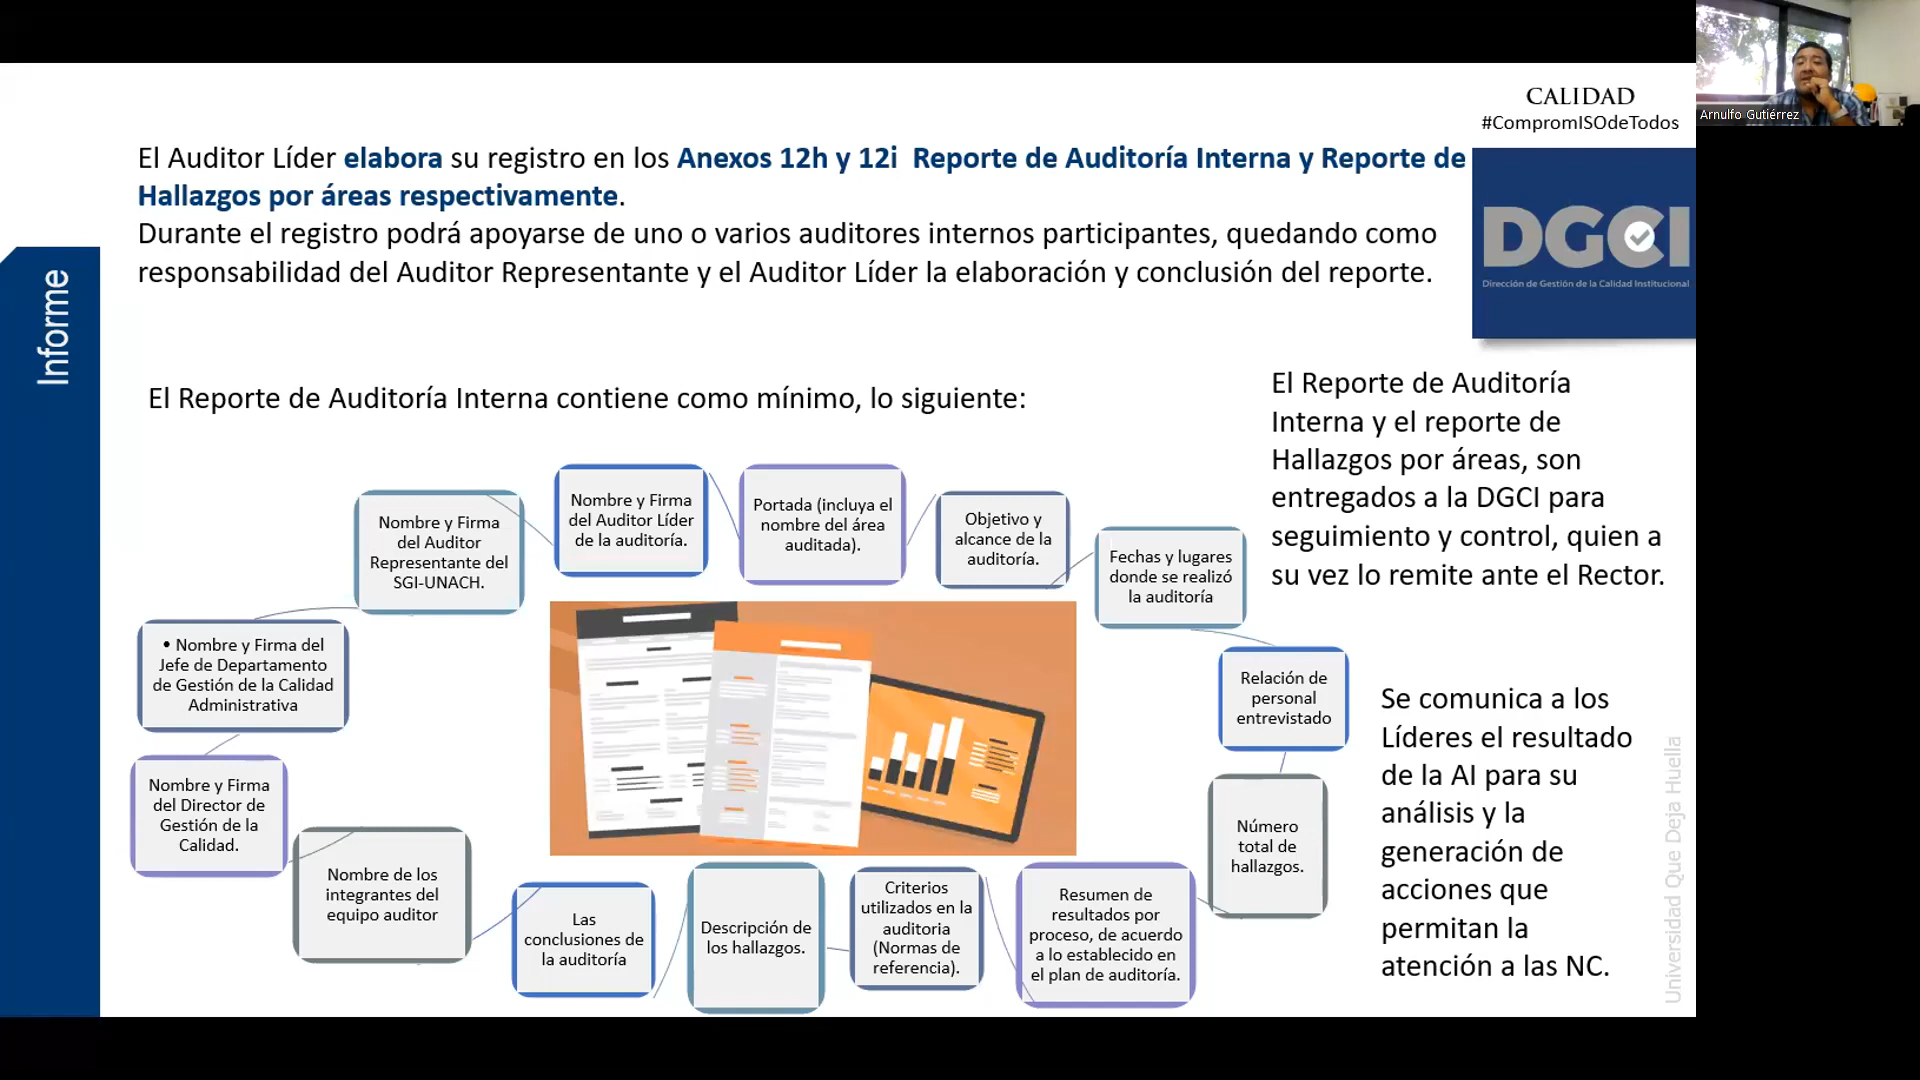 CALIDAD
#CompromISOdeTodos
Arnulfo Gutiérrez
El Auditor Líder elabora su registro en los Anexos 12h y 12i  Reporte de Auditoría Interna y Reporte de
Hallazgos por áreas respectivamente.
Durante el registro podrá apoyarse de uno o varios auditores internos participantes, quedando como
responsabilidad del Auditor Representante y el Auditor Líder la elaboración y conclusión del reporte.
DGCI
Dirección de Gestión de la Calidad Institucional
Informe
El Reporte de Auditoría Interna contiene como mínimo, lo siguiente:
Portada (incluya el
nombre del área
auditada).
Objetivo y
alcance de la
auditoría.
Fechas y lugares
donde se realizó
la auditoría
Relación de
personal
entrevistado
Número
total de
hallazgos.
Resumen de
resultados por
proceso, de acuerdo
a lo establecido en
el plan de auditoría.
Criterios
utilizados en la
auditoria
(Normas de
referencia).
Descripción de
los hallazgos.
Las
conclusiones de
la auditoría
Nombre de los
integrantes del
equipo auditor
Nombre y Firma
del Director de
Gestión de la
Calidad.
• Nombre y Firma del
Jefe de Departamento
de Gestión de la Calidad
Administrativa
Nombre y Firma
del Auditor
Representante del
SGI-UNACH.
Nombre y Firma
del Auditor Líder
de la auditoría.
El Reporte de Auditoría
Interna y el reporte de
Hallazgos por áreas, son
entregados a la DGCI para
seguimiento y control, quien a
su vez lo remite ante el Rector.
Se comunica a los
Líderes el resultado
de la AI para su
análisis y la
generación de
acciones que
permitan la
atención a las NC.
Universidad Que Deja Huella